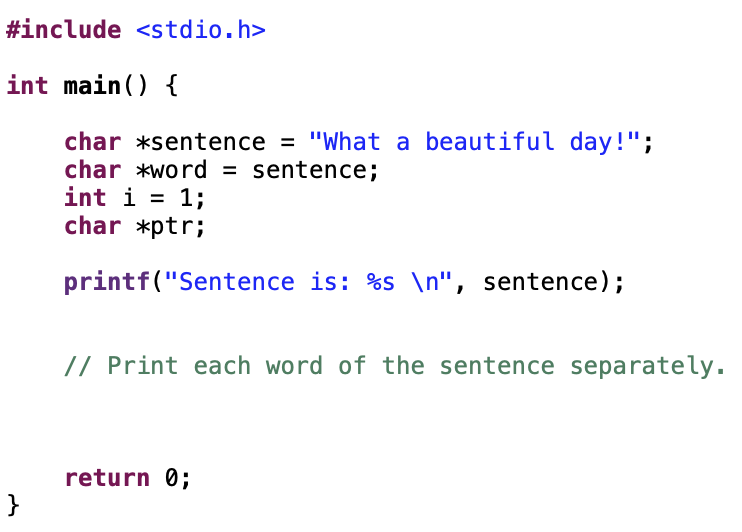 #include <stdio.h>
int main() {
char *sentence = "What a beautiful day!";
char *word = sentence;
int i = 1;
char *ptr;
printf("Sentence is: %s \n", sentence);
// Print each word of the sentence separately.
return 0;
}